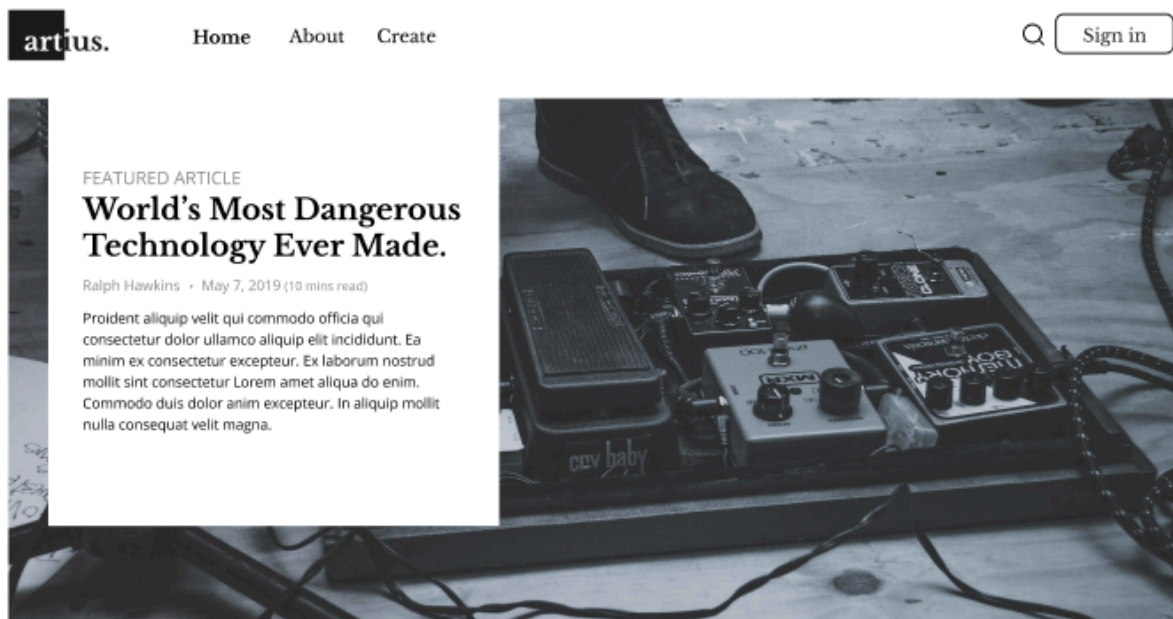 artius.
Home About Create
Sign in
FEATURED ARTICLE
World’s Most Dangerous
Technology Ever Made.
Ralph Hawkins • May 7, 2019 (10 mins read)
Proident aliquip velit qui commodo officia qui
consectetur dolor ullamco aliquip elit incididunt. Ea
minim ex consectetur excepteur. Ex laborum nostrud
mollit sint consectetur Lorem amet aliqua do enim.
Commodo duis dolor anim excepteur. In aliquip mollit
nulla consequat velit magna.
MXR
MEMORY
BOY
cry baby